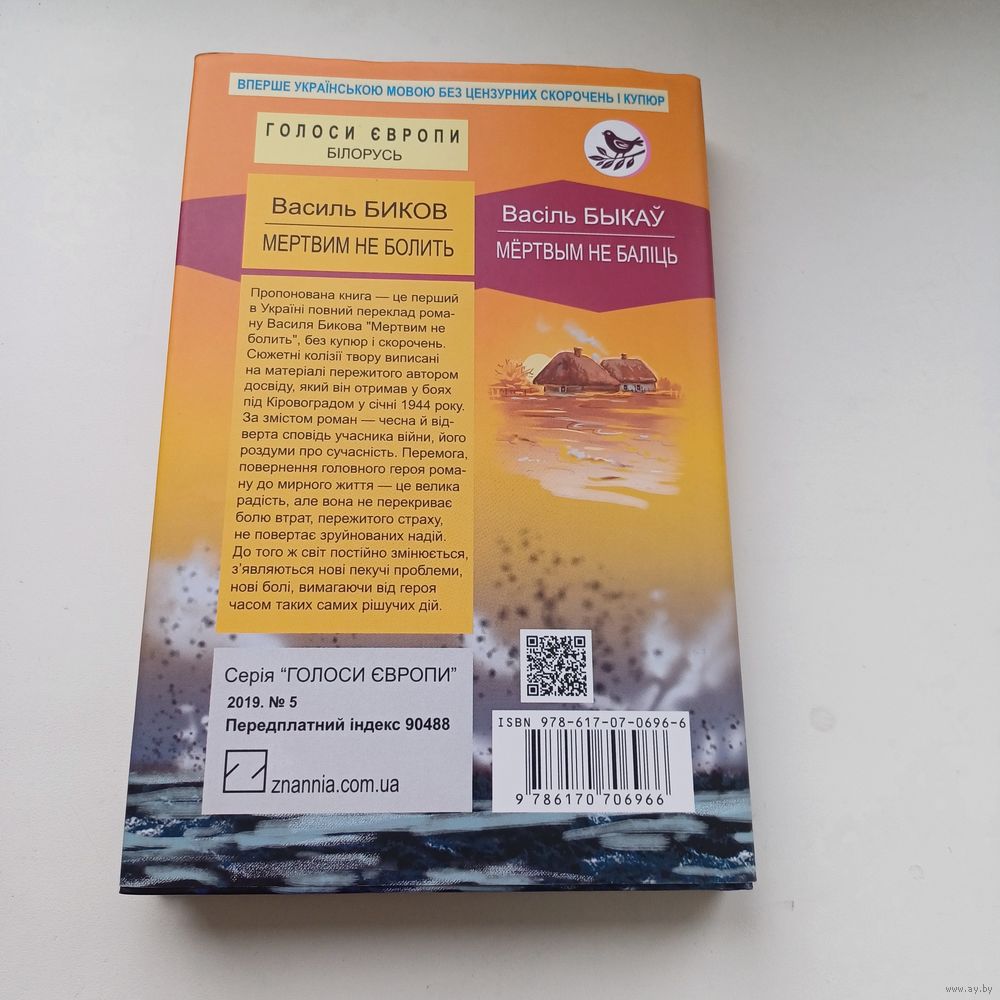 ВПЕРШЕ УКРАЇНСЬКОЮ МОВОЮ БЕЗ ЦЕНЗУРНИХ СКОРОЧЕНЬ І КУПЮР
ГОЛОСИ ЄВРОПИ
БІЛОРУСЬ
Василь БИКОВ
МЕРТВИМ НЕ БОЛИТЬ
Васіль БЫКАЎ
МЁРТВЫМ НЕ БАЛІЦЬ
Пропонована книга — це перший
в Україні повний переклад рома-
ну Василя Бикова "Мертвим не
болить", без купюр і скорочень.
Сюжетні колізії твору виписані
на матеріалі пережитого автором
досвіду, який він отримав у боях
під Кіровоградом у січні 1944 року.
За змістом роман — чесна й від-
верта сповідь учасника війни, його
роздуми про сучасність. Перемога,
повернення головного героя рома-
ну до мирного життя — це велика
радість, але вона не перекриває
болю втрат, пережитого страху,
не повертає зруйнованих надій.
До того ж світ постійно змінюється,
з’являються нові пекучі проблеми,
нові болі, вимагаючи від героя
часом таких самих рішучих дій.
Серія “ГОЛОСИ ЄВРОПИ”
2019. № 5
Передплатний індекс 90488
znannia.com.ua
ISBN 978-617-07-0696-6
9 786170 706966
www.ay.by